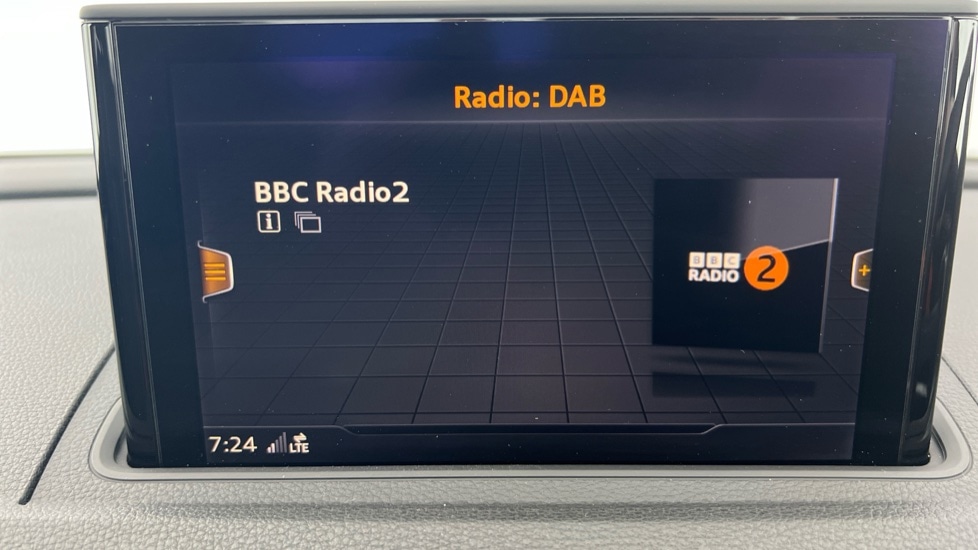 Radio: DAB
BBC Radio2
i
BBC
RADIO 2
+
7:24 LTE